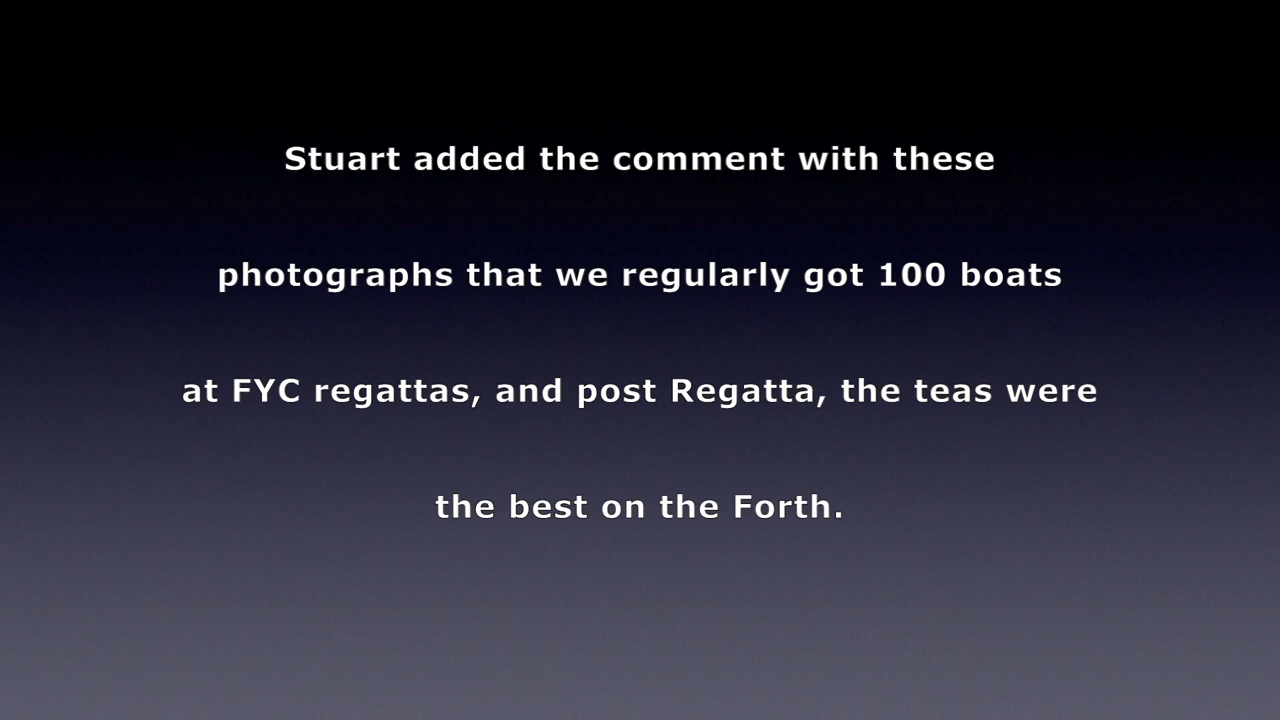 Stuart added the comment with these
photographs that we regularly got 100 boats
at FYC regattas, and post Regatta, the teas were
the best on the Forth.